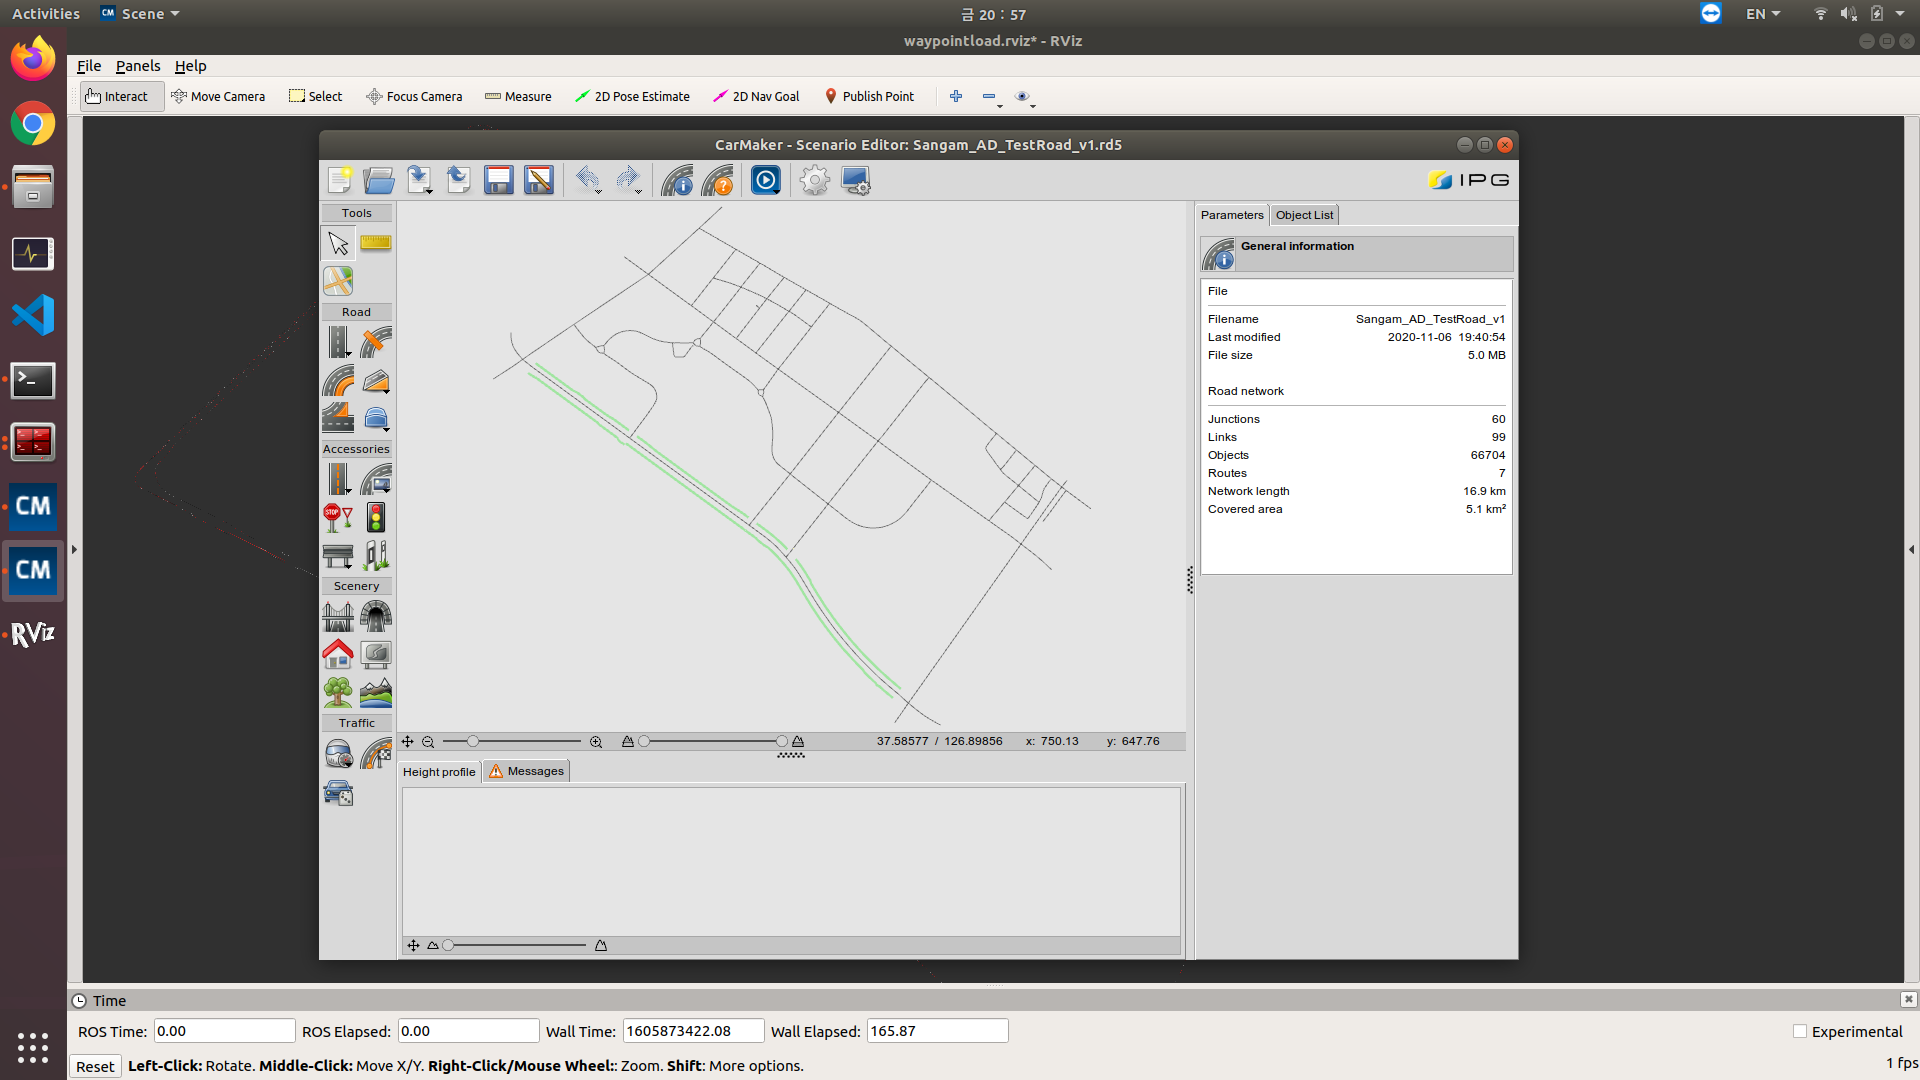 Activities CM Scene 금 20 : 57 EN
waypointload.rviz* - RViz
File Panels Help
Interact Move Camera Select Focus Camera Measure 2D Pose Estimate 2D Nav Goal Publish Point
CarMaker - Scenario Editor: Sangam_AD_TestRoad_v1.rd5
IPG
Tools
Parameters Object List
General information
File
Filename Sangam_AD_TestRoad_v1
Last modified 2020-11-06 19:40:54
File size 5.0 MB
Road network
Junctions 60
Links 99
Objects 66704
Routes 7
Network length 16.9 km
Covered area 5.1 km²
Road
Accessories
STOP
Scenery
Traffic
CM
CM
RViz
37.58577 / 126.89856 x: 750.13 y: 647.76
Height profile Messages
Time
ROS Time: 0.00 ROS Elapsed: 0.00 Wall Time: 1605873422.08 Wall Elapsed: 165.87 Experimental
Reset Left-Click: Rotate. Middle-Click: Move X/Y. Right-Click/Mouse Wheel:: Zoom. Shift: More options. 1 fps